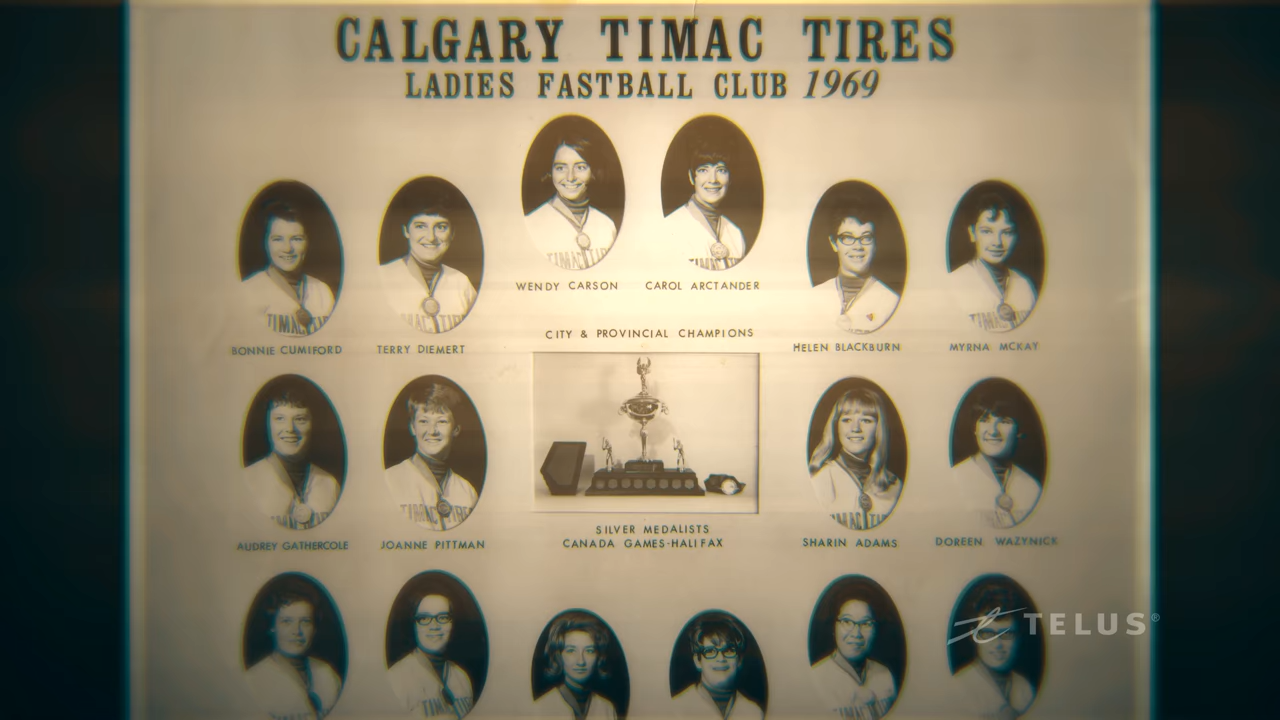 CALGARY TIMAC TIRES
LADIES FASTBALL CLUB 1969
WENDY CARSON
CAROL ARCTANDER
BONNIE CUMIFORD
TERRY DIEMERT
CITY & PROVINCIAL CHAMPIONS
HELEN BLACKBURN
MYRNA MCKAY
AUDREY GATHERCOLE
JOANNE PITTMAN
SILVER MEDALISTS
CANADA GAMES-HALIFAX
SHARIN ADAMS
DOREEN WAZYNICK
TELUS®